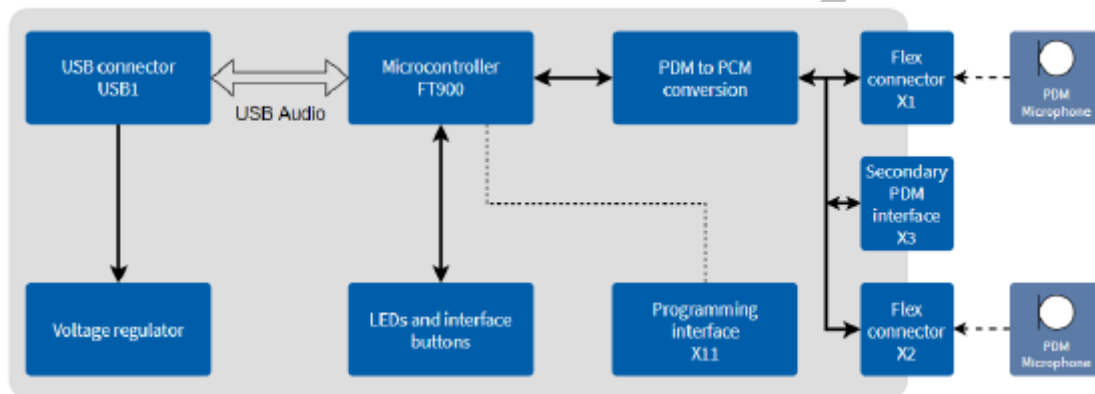 USB connector
USB1
USB Audio
Microcontroller
FT900
PDM to PCM
conversion
Flex
connector
X1
PDM
Microphone
Secondary
PDM
interface
X3
Voltage regulator
LEDs and interface
buttons
Programming
interface
X11
Flex
connector
X2
PDM
Microphone